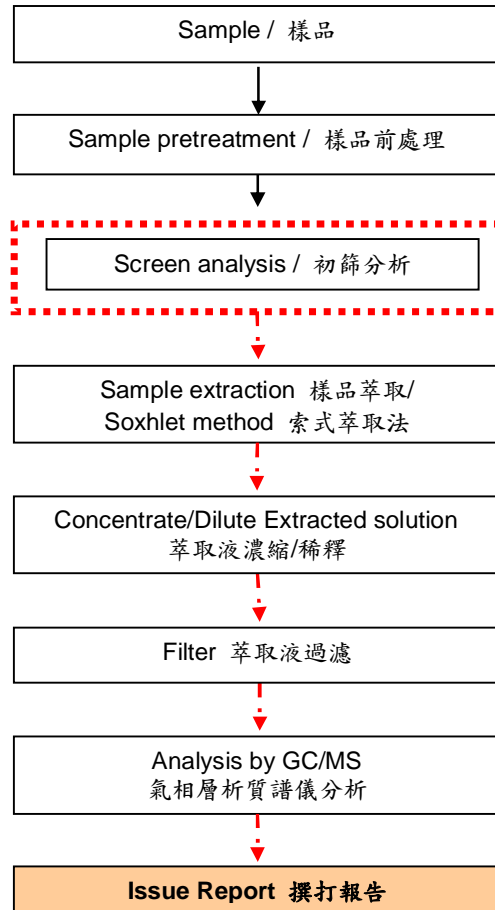 Sample / 樣品
Sample pretreatment / 樣品前處理
Screen analysis / 初篩分析
Sample extraction 樣品萃取/
Soxhlet method 索式萃取法
Concentrate/Dilute Extracted solution
萃取液濃縮/稀釋
Filter 萃取液過濾
Analysis by GC/MS
氣相層析質譜儀分析
Issue Report 撰打報告